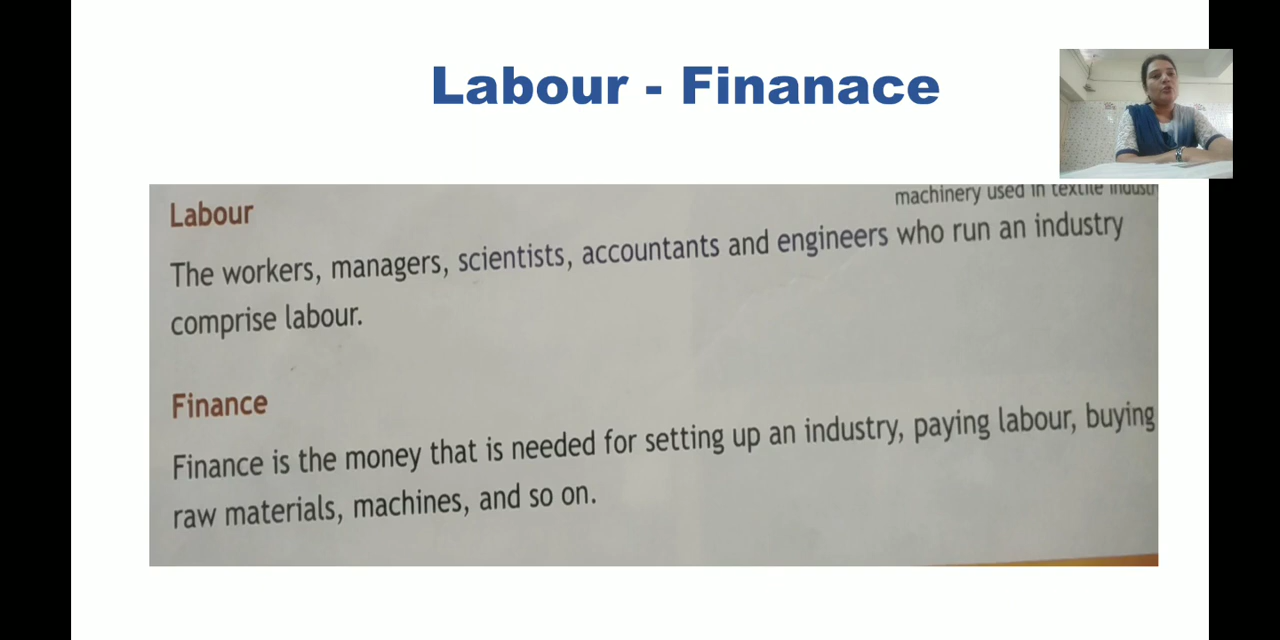 Labour - Finanace
machinery used in textile industr
Labour
The workers, managers, scientists, accountants and engineers who run an industry
comprise labour.
Finance
Finance is the money that is needed for setting up an industry, paying labour, buying
raw materials, machines, and so on.